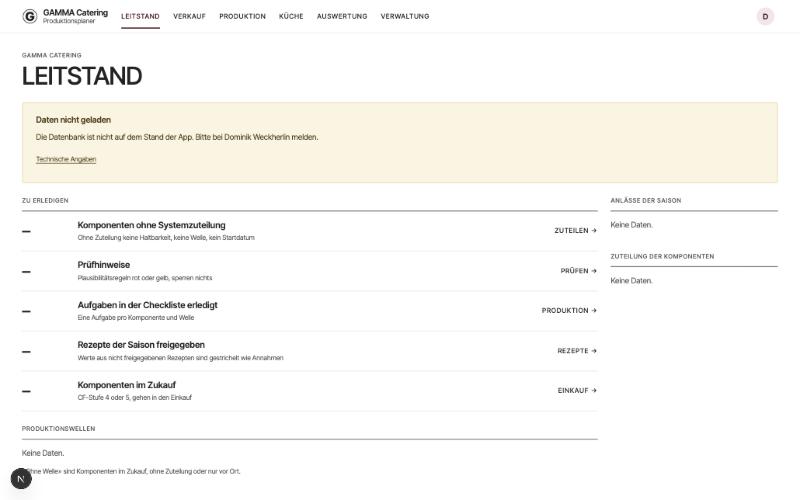 G GAMMA Catering
Produktionsplaner
LEITSTAND VERKAUF PRODUKTION KÜCHE AUSWERTUNG VERWALTUNG
D
GAMMA CATERING
LEITSTAND
Daten nicht geladen
Die Datenbank ist nicht auf dem Stand der App. Bitte bei Dominik Weckherlin melden.
Technische Angaben
ZU ERLEDIGEN
– Komponenten ohne Systemzuteilung
Ohne Zuteilung keine Haltbarkeit, keine Welle, kein Startdatum
ZUTEILEN →
– Prüfhinweise
Plausibilitätsregeln rot oder gelb, sperren nichts
PRÜFEN →
– Aufgaben in der Checkliste erledigt
Eine Aufgabe pro Komponente und Welle
PRODUKTION →
– Rezepte der Saison freigegeben
Werte aus nicht freigegebenen Rezepten sind gestrichelt wie Annahmen
REZEPTE →
– Komponenten im Zukauf
CF-Stufe 4 oder 5, gehen in den Einkauf
EINKAUF →
PRODUKTIONSWELLEN
Keine Daten.
Ohne Welle» sind Komponenten im Zukauf, ohne Zuteilung oder nur vor Ort.
N
ANLÄSSE DER SAISON
Keine Daten.
ZUTEILUNG DER KOMPONENTEN
Keine Daten.